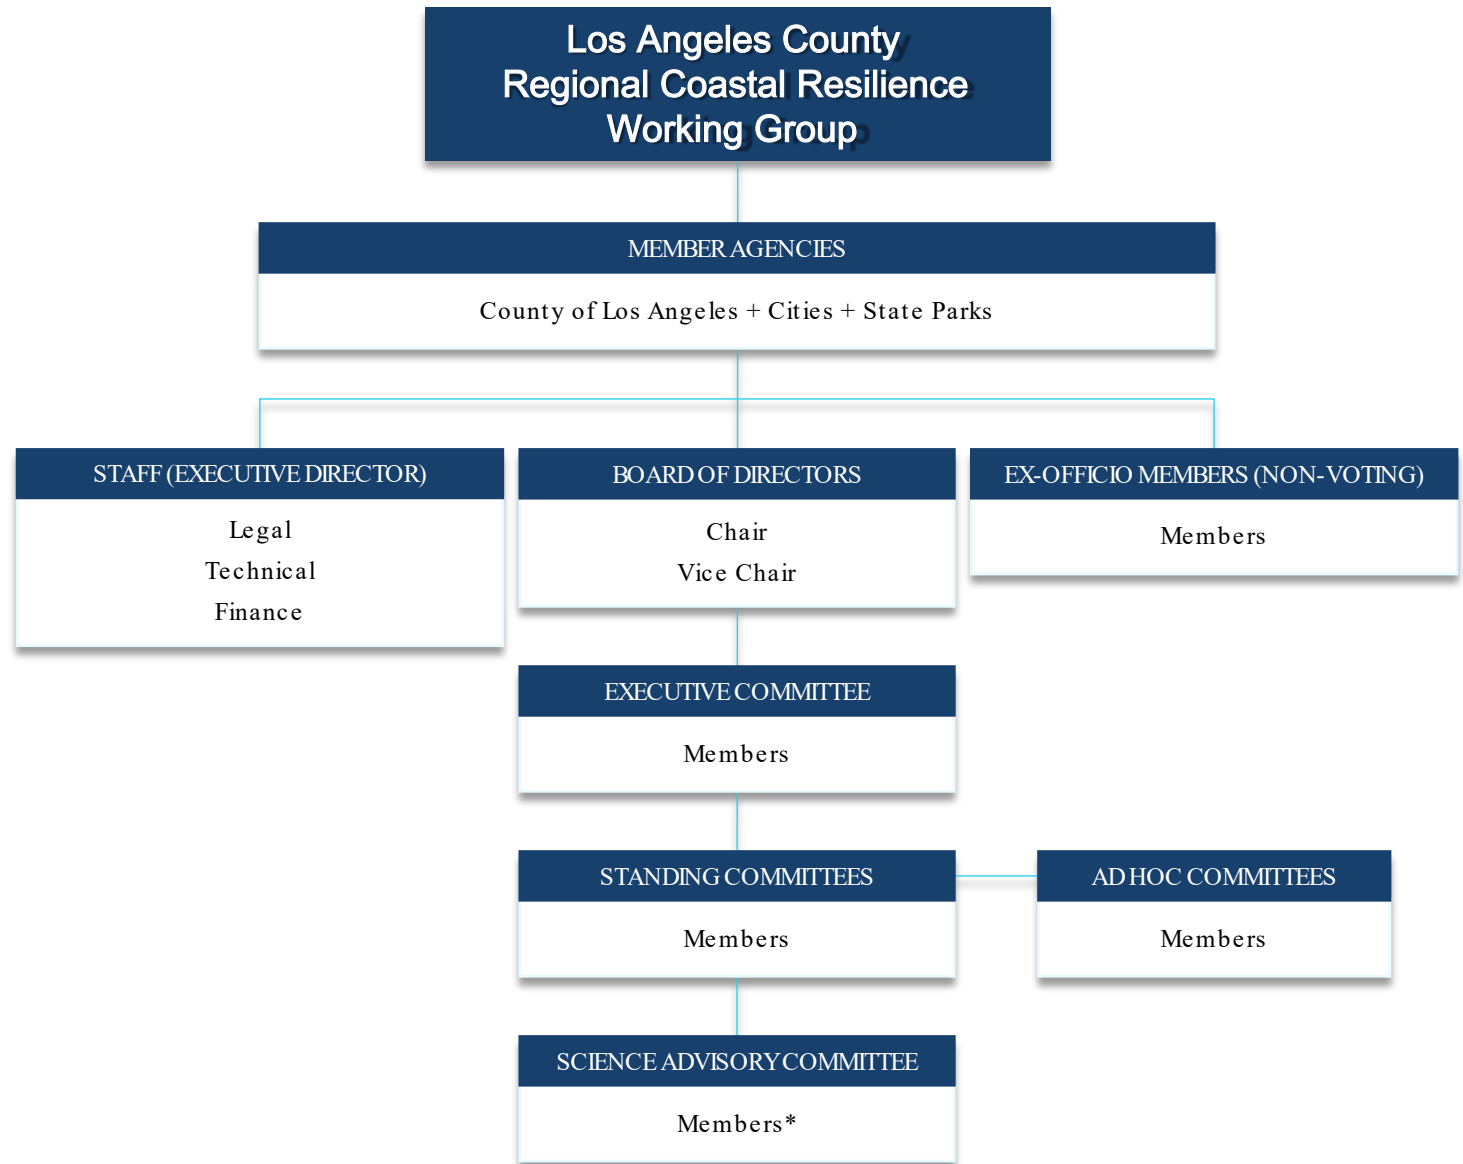 Los Angeles County
Regional Coastal Resilience
Working Group
MEMBER AGENCIES
County of Los Angeles + Cities + State Parks
STAFF (EXECUTIVE DIRECTOR)
Legal
Technical
Finance
BOARD OF DIRECTORS
Chair
Vice Chair
EX-OFFICIO MEMBERS (NON-VOTING)
Members
EXECUTIVE COMMITTEE
Members
STANDING COMMITTEES
Members
AD HOC COMMITTEES
Members
SCIENCE ADVISORY COMMITTEE
Members*